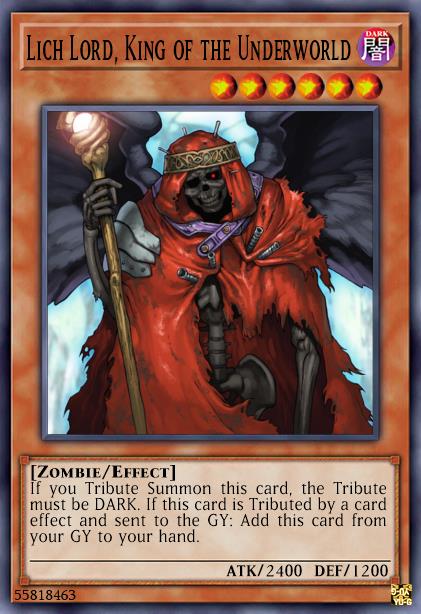 Lich Lord, King of the Underworld
DARK
闇
[Zombie/Effect]
If you Tribute Summon this card, the Tribute
must be DARK. If this card is Tributed by a card
effect and sent to the GY: Add this card from
your GY to your hand.
ATK/2400 DEF/1200
55818463